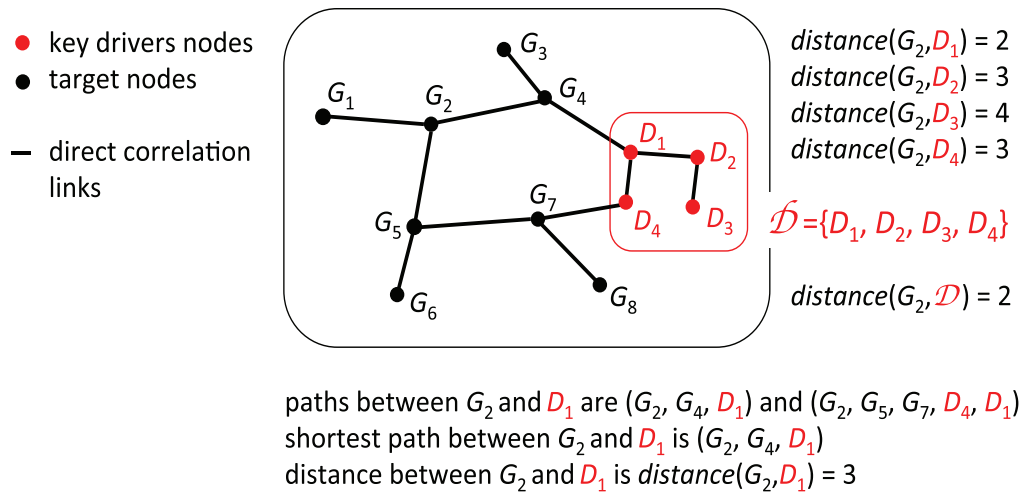 key drivers nodes
target nodes
direct correlation
links
G1
G2
G3
G4
G5
G6
G7
G8
D1
D2
D3
D4
distance(G2,D1) = 2
distance(G2,D2) = 3
distance(G2,D3) = 4
distance(G2,D4) = 3
𝒟={D1, D2, D3, D4}
distance(G2,𝒟) = 2
paths between G2 and D1 are (G2, G4, D1) and (G2, G5, G7, D4, D1)
shortest path between G2 and D1 is (G2, G4, D1)
distance between G2 and D1 is distance(G2,D1) = 3